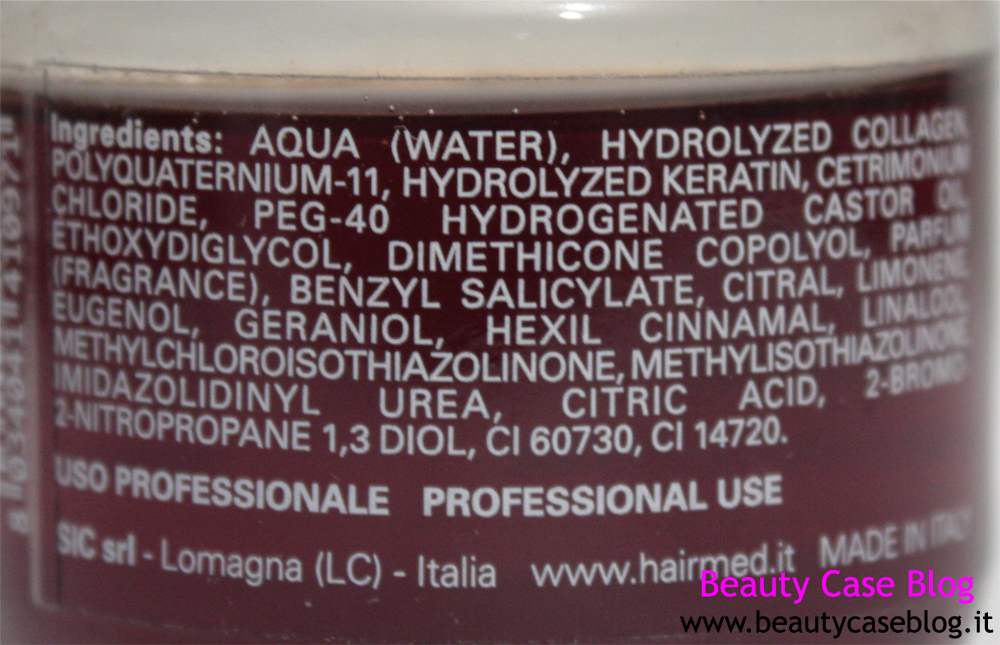 Ingredients: AQUA (WATER), HYDROLYZED COLLAGEN,
POLYQUATERNIUM-11, HYDROLYZED KERATIN, CETRIMONIUM
CHLORIDE, PEG-40 HYDROGENATED CASTOR OIL,
ETHOXYDIGLYCOL, DIMETHICONE COPOLYOL, PARFUM
(FRAGRANCE), BENZYL SALICYLATE, CITRAL, LIMONENE,
EUGENOL, GERANIOL, HEXIL CINNAMAL, LINALOOL,
METHYLCHLOROISOTHIAZOLINONE, METHYLISOTHIAZOLINONE,
IMIDAZOLIDINYL UREA, CITRIC ACID, 2-BROMO-
2-NITROPROPANE 1,3 DIOL, CI 60730, CI 14720.
USO PROFESSIONALE PROFESSIONAL USE
SIC srl - Lomagna (LC) - Italia www.hairmed.it MADE IN ITALY
Beauty Case Blog
www.beautycaseblog.it